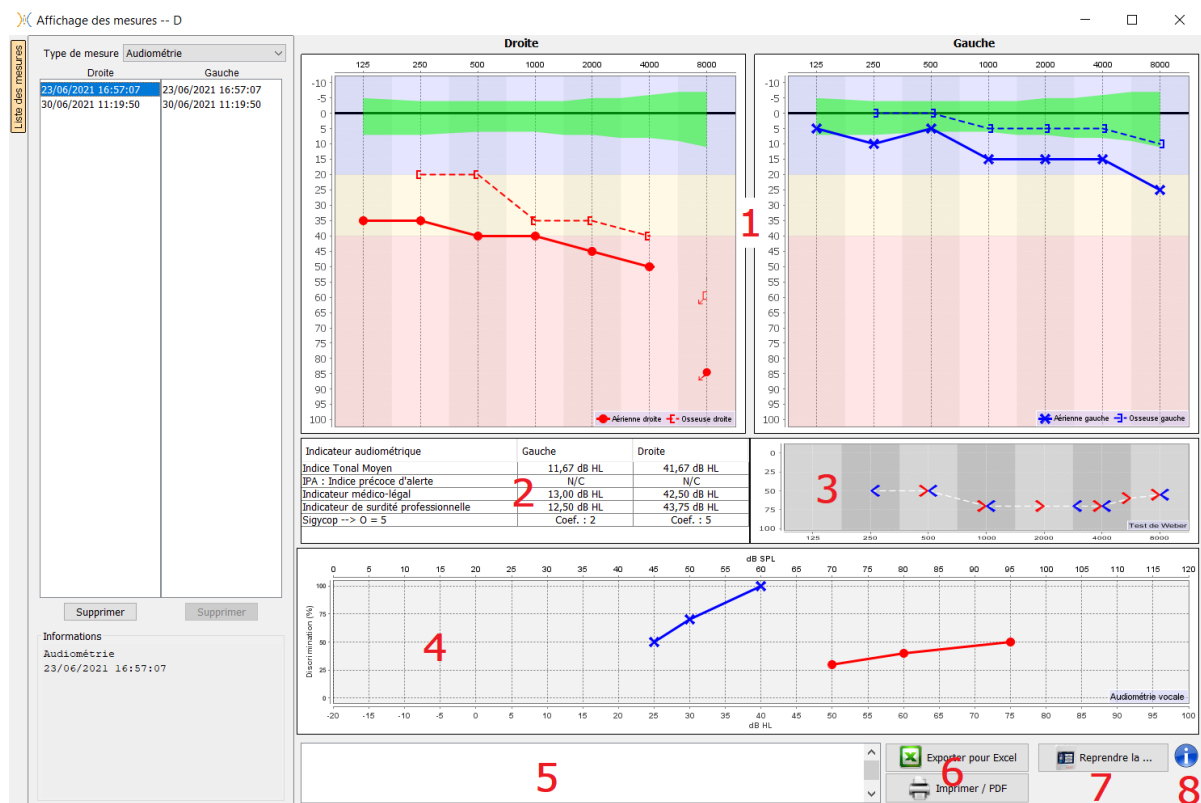 Affichage des mesures -- D
Liste des mesures
Type de mesure Audiométrie
Droite Gauche
23/06/2021 16:57:07 23/06/2021 16:57:07
30/06/2021 11:19:50 30/06/2021 11:19:50
Supprimer Supprimer
Informations
Audiométrie
23/06/2021 16:57:07
Droite
125 250 500 1000 2000 4000 8000
-10
-5
0
5
10
15
20
25
30
35
40
45
50
55
60
65
70
75
80
85
90
95
100
Aérienne droite Osseuse droite
1
Gauche
125 250 500 1000 2000 4000 8000
-10
-5
0
5
10
15
20
25
30
35
40
45
50
55
60
65
70
75
80
85
90
95
100
Aérienne gauche Osseuse gauche
Indicateur audiométrique Gauche Droite
Indice Tonal Moyen 11,67 dB HL 41,67 dB HL
IPA : Indice précoce d'alerte N/C N/C
Indicateur médico-légal 13,00 dB HL 42,50 dB HL
Indicateur de surdité professionnelle 12,50 dB HL 43,75 dB HL
Sigycop --> O = 5 Coef. : 2 Coef. : 5
2
0
25
50
75
100
3
Test de Weber
125 250 500 1000 2000 4000 8000
dB SPL
0 5 10 15 20 25 30 35 40 45 50 55 60 65 70 75 80 85 90 95 100 105 110 115 120
Discrimination (%)
100
75
50
25
0
4
Audiométrie vocale
-20 -15 -10 -5 0 5 10 15 20 25 30 35 40 45 50 55 60 65 70 75 80 85 90 95 100
dB HL
5
Exporter pour Excel
6
Imprimer / PDF
Reprendre la ...
7
8